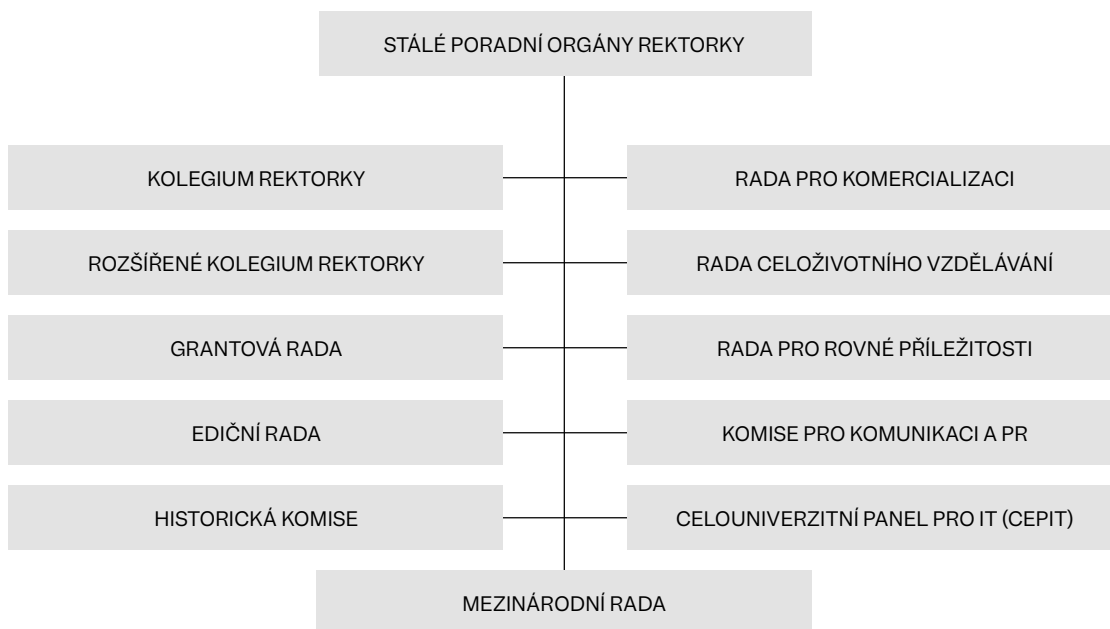 STÁLÉ PORADNÍ ORGÁNY REKTORKY
KOLEGIUM REKTORKY
RADA PRO KOMERCIALIZACI
ROZŠÍŘENÉ KOLEGIUM REKTORKY
RADA CELOŽIVOTNÍHO VZDĚLÁVÁNÍ
GRANTOVÁ RADA
RADA PRO ROVNÉ PŘÍLEŽITOSTI
EDIČNÍ RADA
KOMISE PRO KOMUNIKACI A PR
HISTORICKÁ KOMISE
CELOUNIVERZITNÍ PANEL PRO IT (CEPIT)
MEZINÁRODNÍ RADA